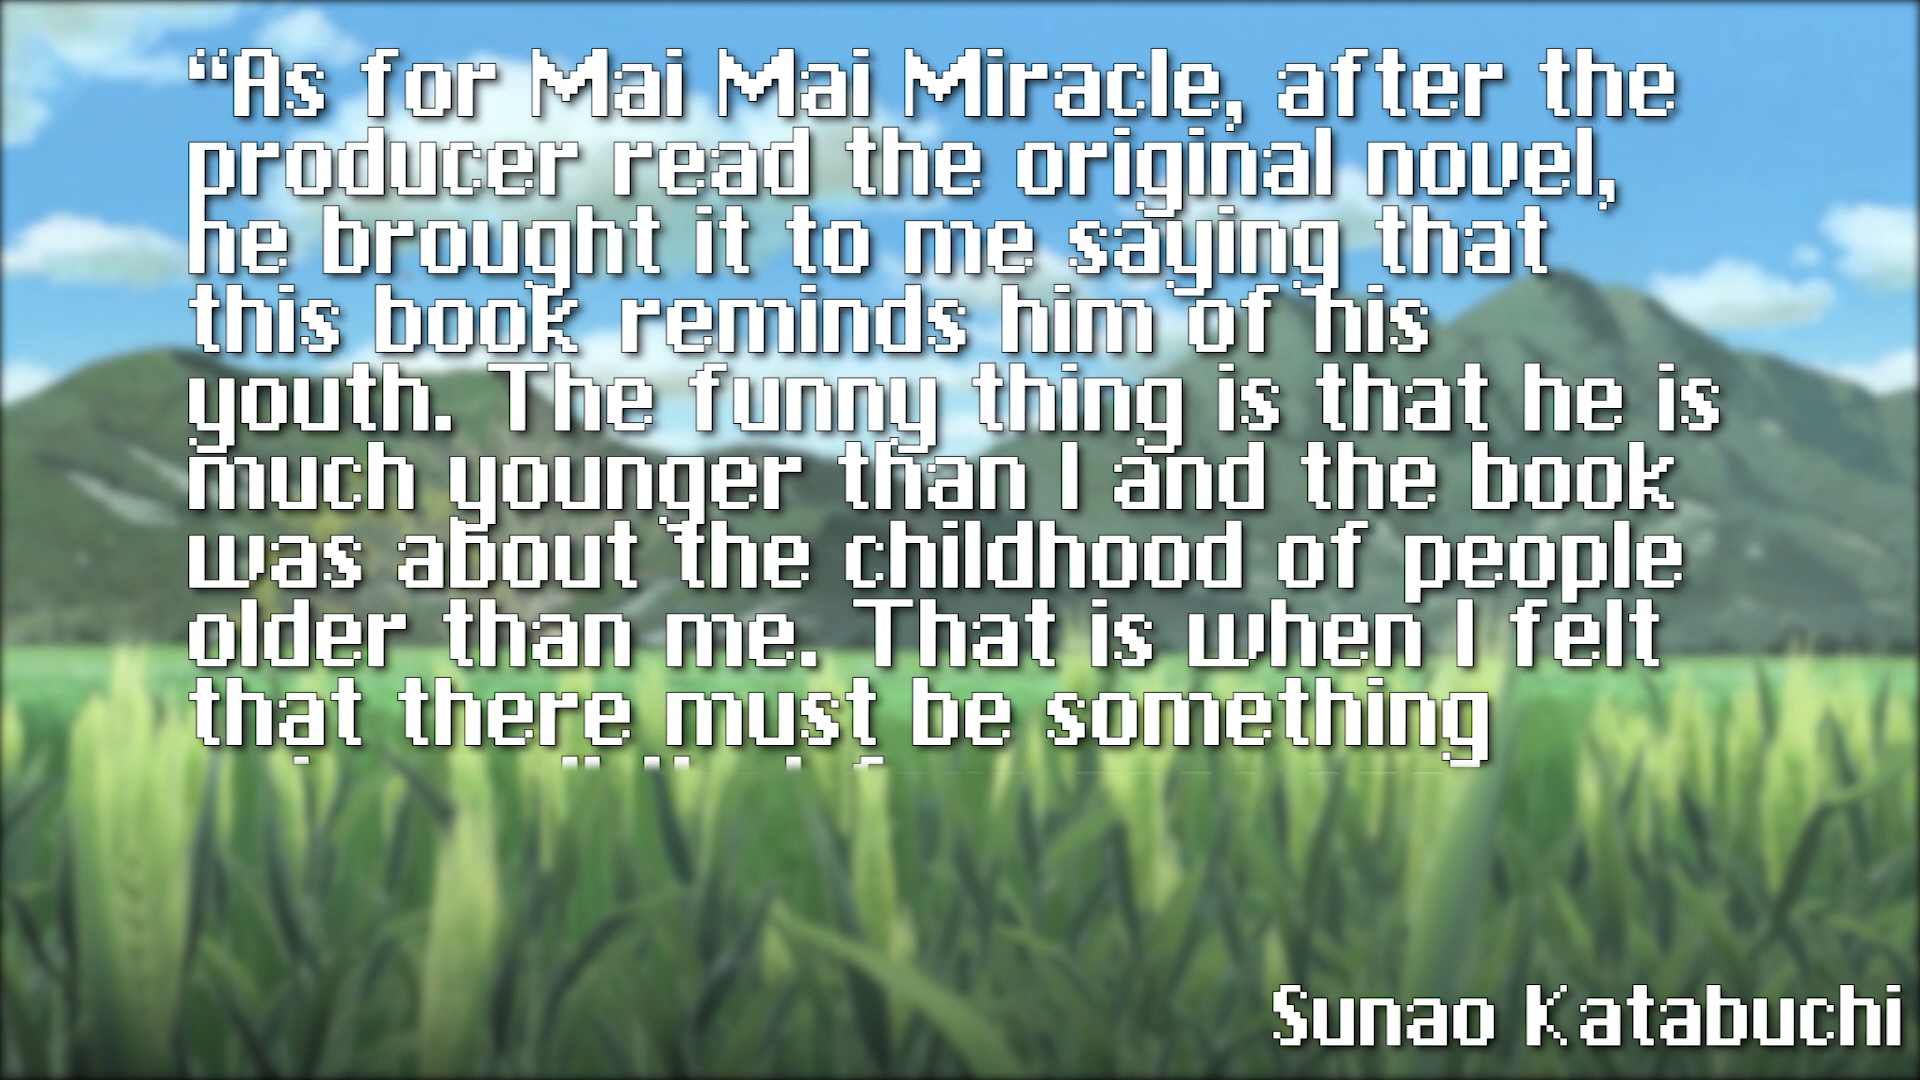 “As for Mai Mai Miracle, after the
producer read the original novel,
he brought it to me saying that
this book reminds him of his
youth. The funny thing is that he is
much younger than I and the book
was about the childhood of people
older than me. That is when I felt
that there must be something
Sunao Katabuchi